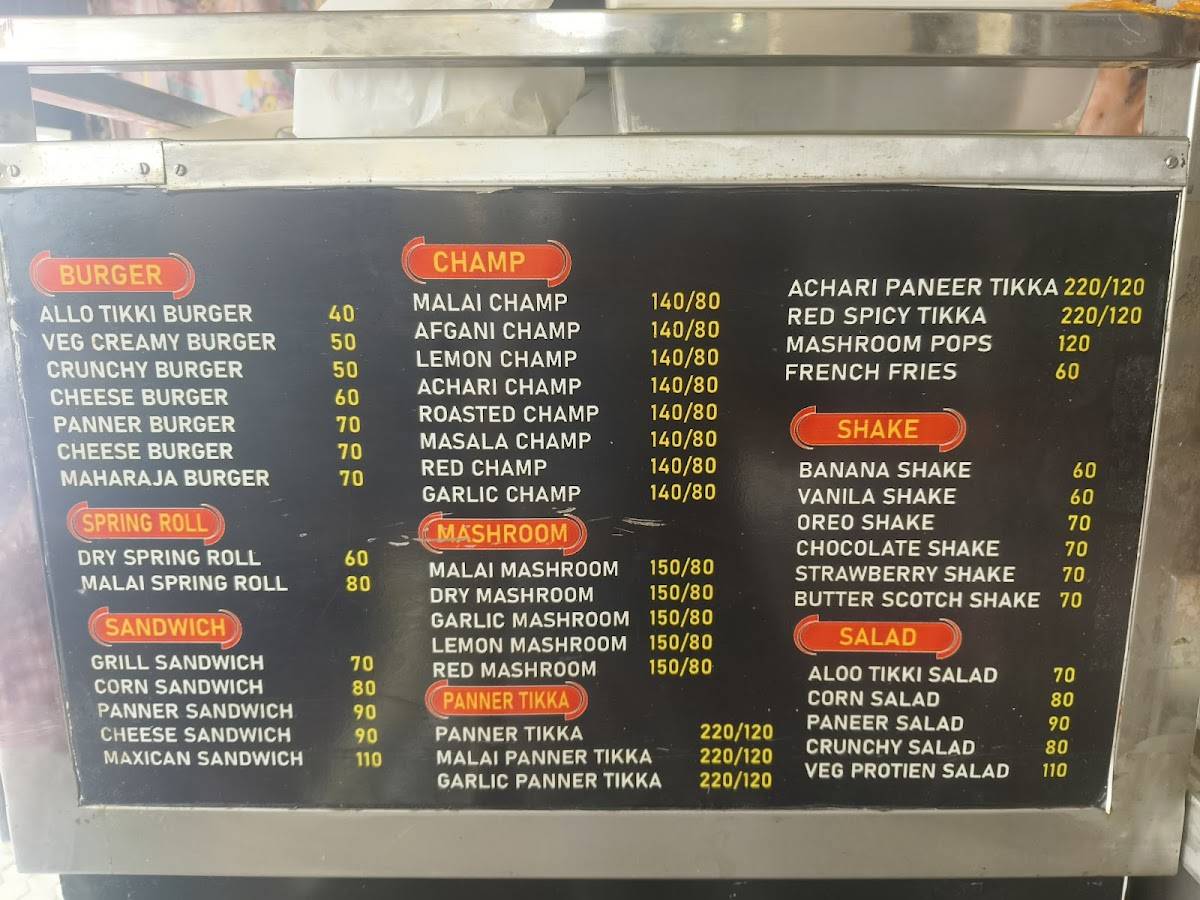 BURGER
ALLO TIKKI BURGER 40
VEG CREAMY BURGER 50
CRUNCHY BURGER 50
CHEESE BURGER 60
PANNER BURGER 70
CHEESE BURGER 70
MAHARAJA BURGER 70
SPRING ROLL
DRY SPRING ROLL 60
MALAI SPRING ROLL 80
SANDWICH
GRILL SANDWICH 70
CORN SANDWICH 80
PANNER SANDWICH 90
CHEESE SANDWICH 90
MAXICAN SANDWICH 110
CHAMP
MALAI CHAMP 140/80
AFGANI CHAMP 140/80
LEMON CHAMP 140/80
ACHARI CHAMP 140/80
ROASTED CHAMP 140/80
MASALA CHAMP 140/80
RED CHAMP 140/80
GARLIC CHAMP 140/80
MASHROOM
MALAI MASHROOM 150/80
DRY MASHROOM 150/80
GARLIC MASHROOM 150/80
LEMON MASHROOM 150/80
RED MASHROOM 150/80
PANNER TIKKA
PANNER TIKKA 220/120
MALAI PANNER TIKKA 220/120
GARLIC PANNER TIKKA 220/120
ACHARI PANEER TIKKA 220/120
RED SPICY TIKKA 220/120
MASHROOM POPS 120
FRENCH FRIES 60
SHAKE
BANANA SHAKE 60
VANILA SHAKE 60
OREO SHAKE 70
CHOCOLATE SHAKE 70
STRAWBERRY SHAKE 70
BUTTER SCOTCH SHAKE 70
SALAD
ALOO TIKKI SALAD 70
CORN SALAD 80
PANEER SALAD 90
CRUNCHY SALAD 80
VEG PROTIEN SALAD 110